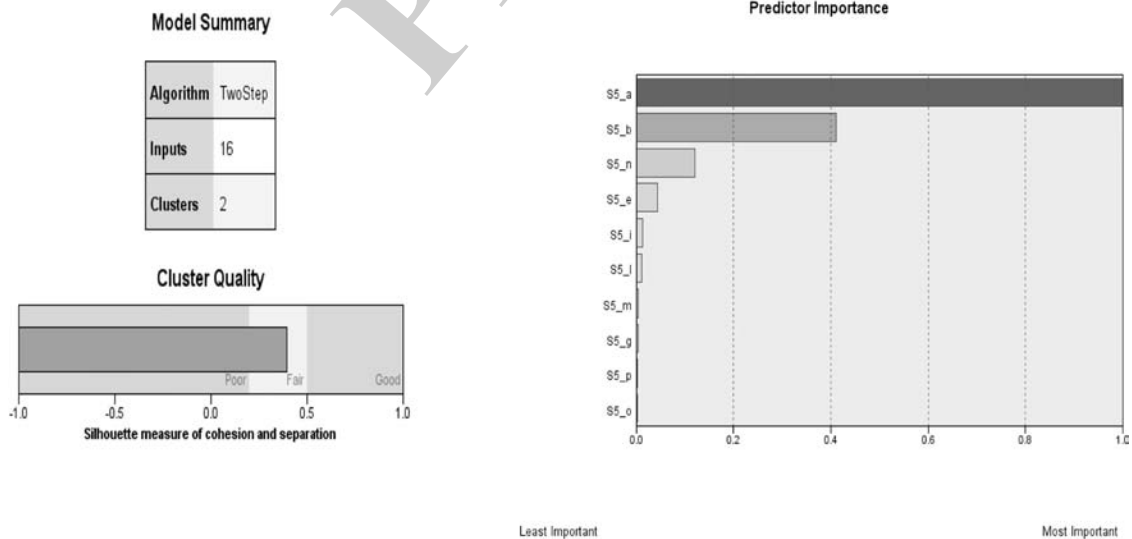 Model Summary
Algorithm TwoStep
Inputs 16
Clusters 2
Cluster Quality
Poor Fair Good
-1.0 -0.5 0.0 0.5 1.0
Silhouette measure of cohesion and separation
Predictor Importance
S5_a
S5_b
S5_n
S5_e
S5_i
S5_l
S5_m
S5_g
S5_p
S5_o
0.0 0.2 0.4 0.6 0.8 1.0
Least Important Most Important